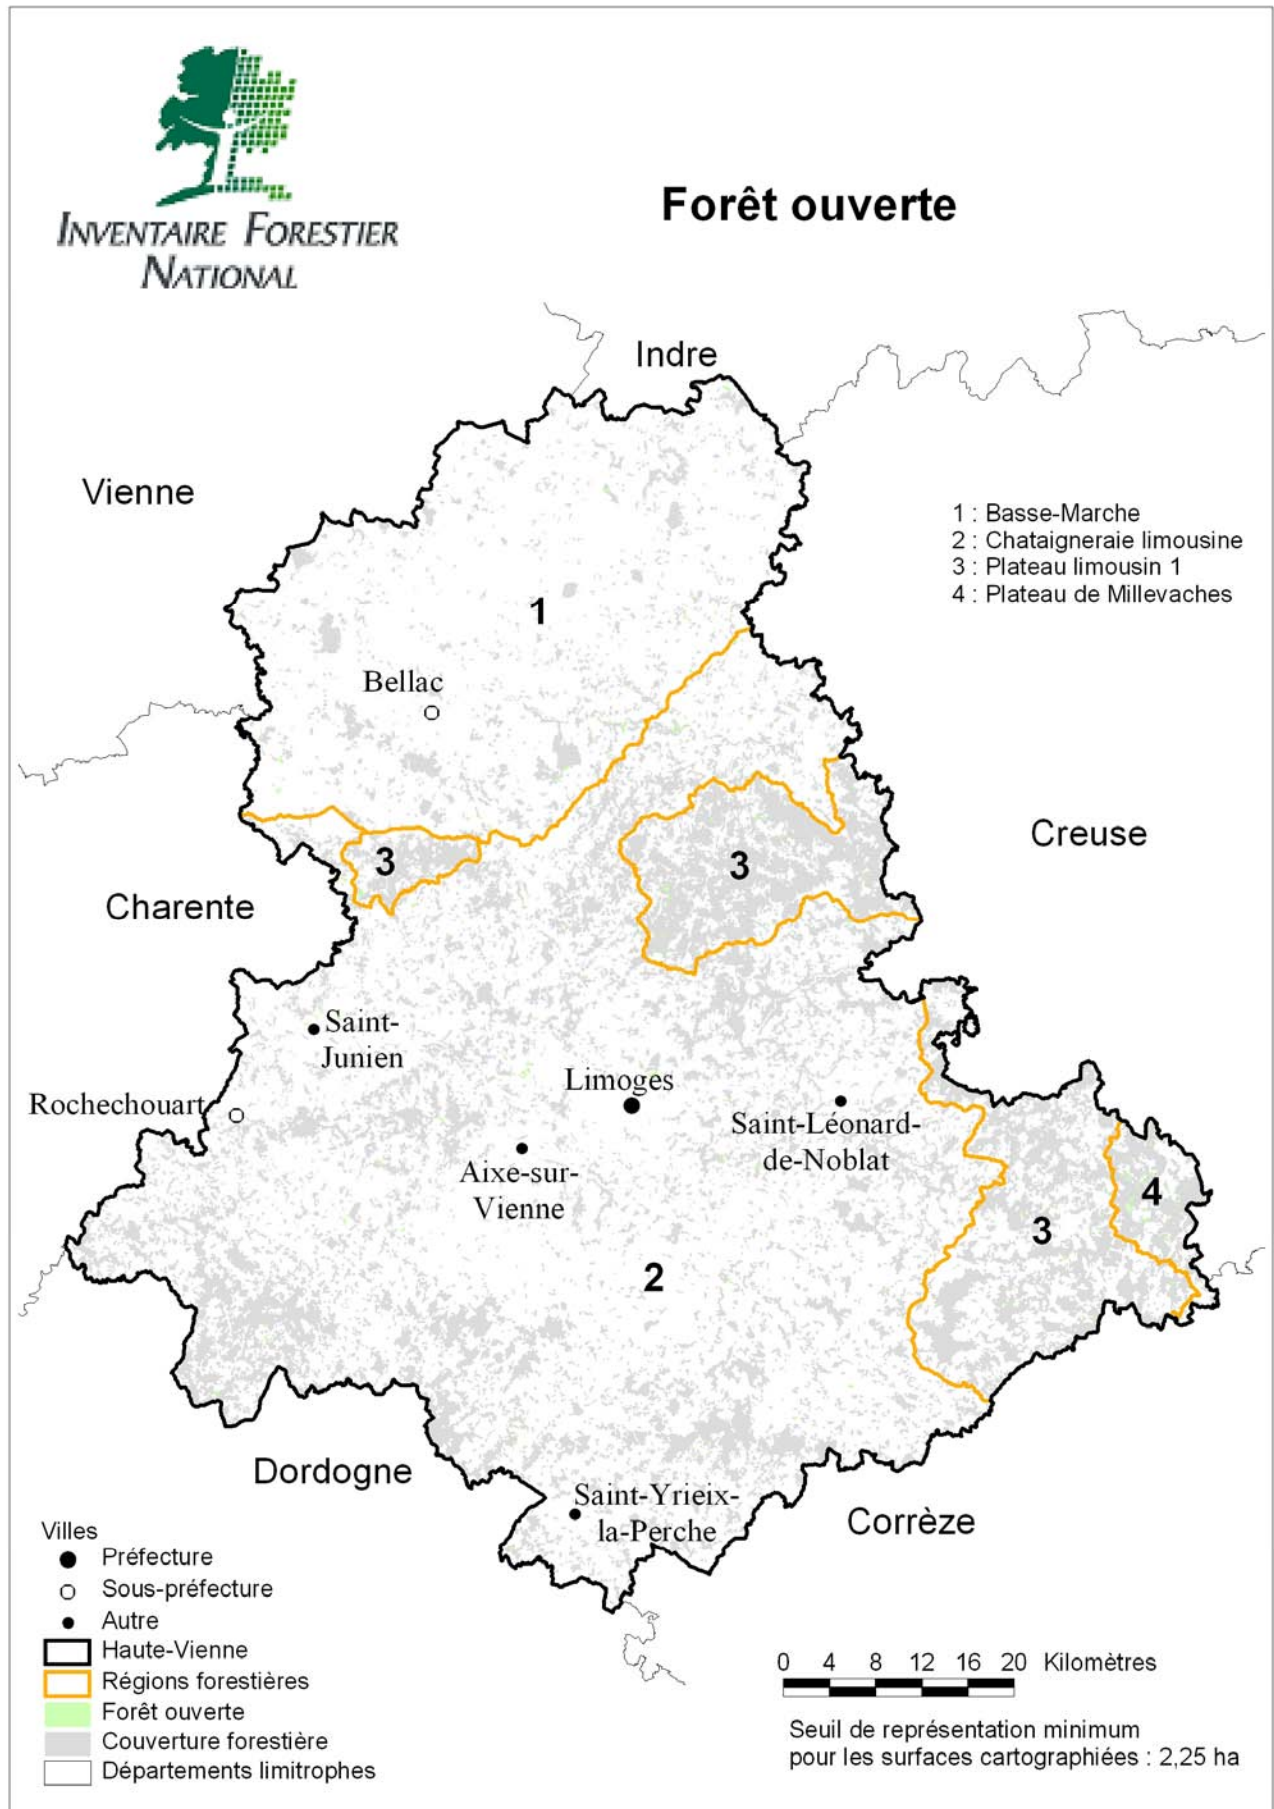 INVENTAIRE FORESTIER
NATIONAL
Forêt ouverte
Indre
Vienne
1 : Basse-Marche
2 : Chataigneraie limousine
3 : Plateau limousin 1
4 : Plateau de Millevaches
1
Bellac
Creuse
3
3
Charente
Saint-
Junien
Limoges
Rochechouart
Saint-Léonard-
de-Noblat
Aixe-sur-
Vienne
4
3
2
Dordogne
Saint-Yrieix-
la-Perche
Corrèze
Villes
Préfecture
Sous-préfecture
Autre
Haute-Vienne
Régions forestières
Forêt ouverte
Couverture forestière
Départements limitrophes
0 4 8 12 16 20 Kilomètres
Seuil de représentation minimum
pour les surfaces cartographiées : 2,25 ha